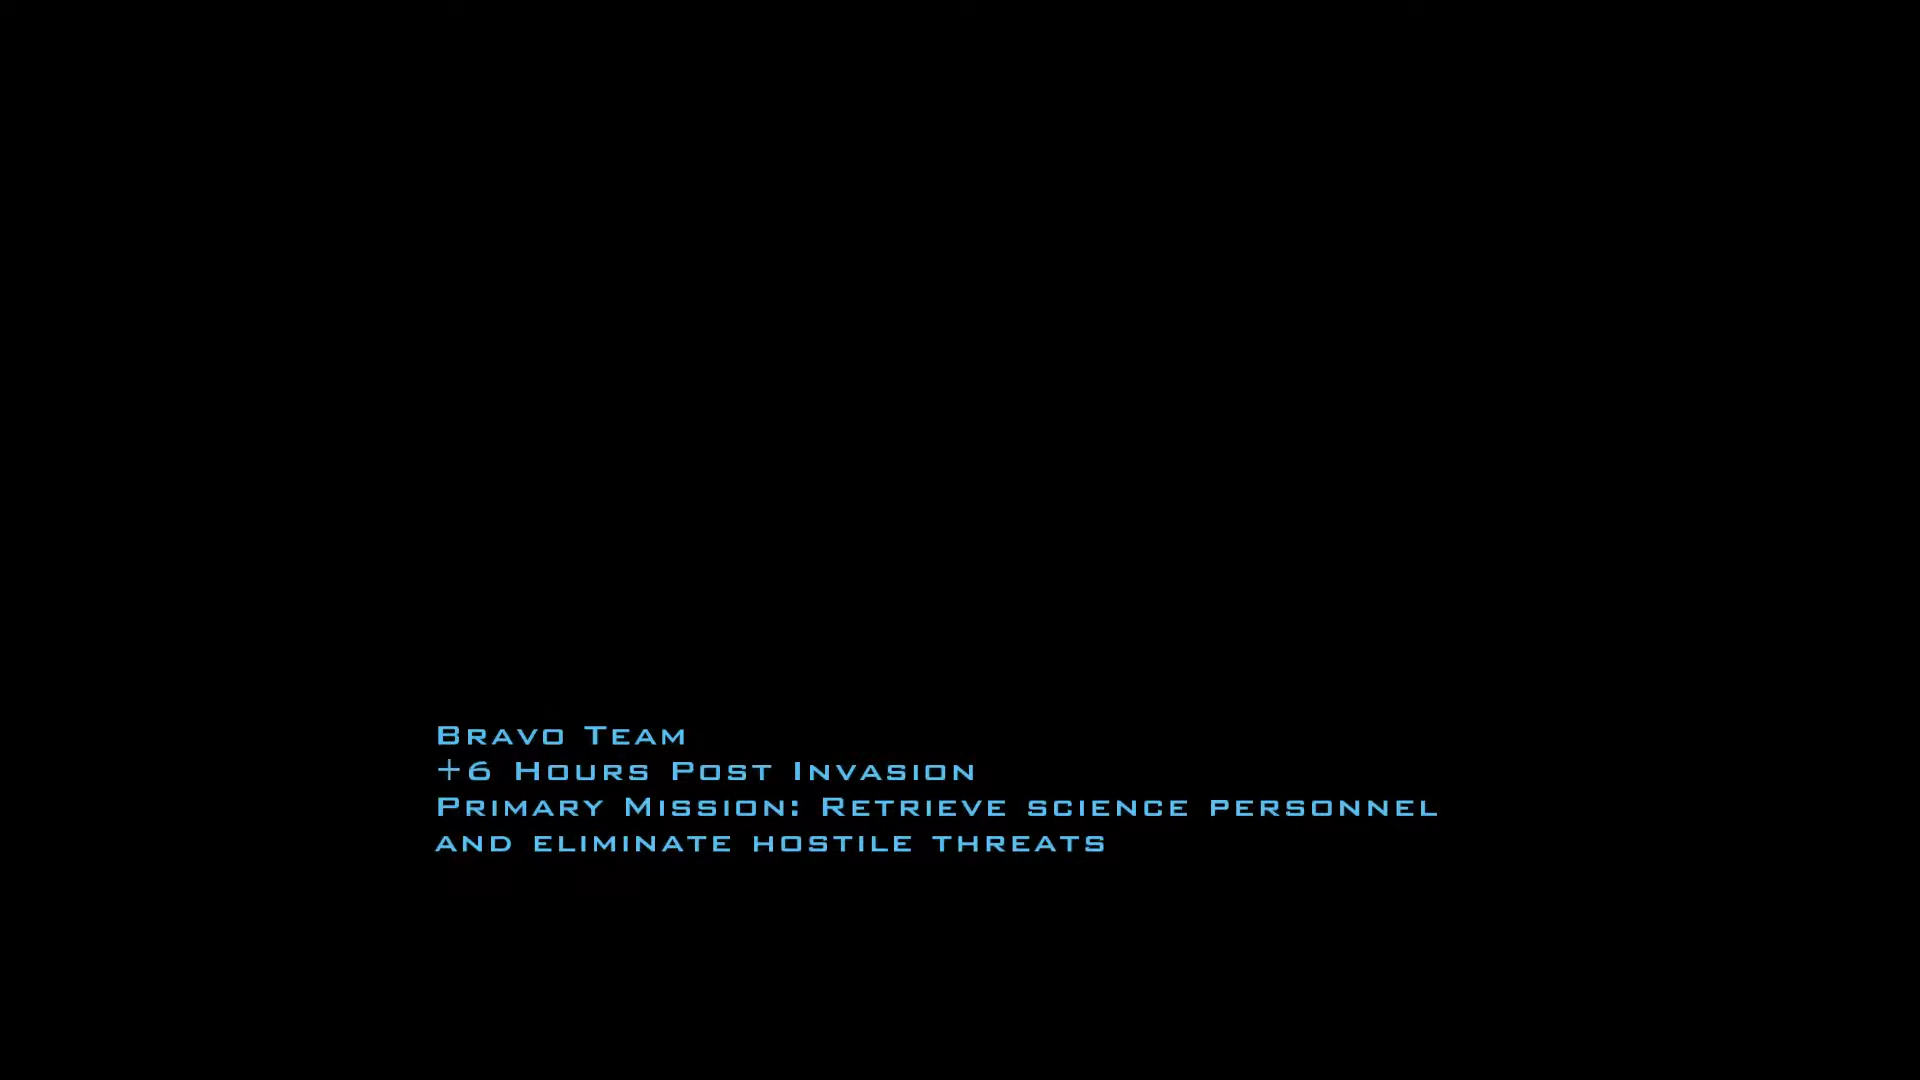 Bravo Team
+6 Hours Post Invasion
Primary Mission: Retrieve science personnel
and eliminate hostile threats